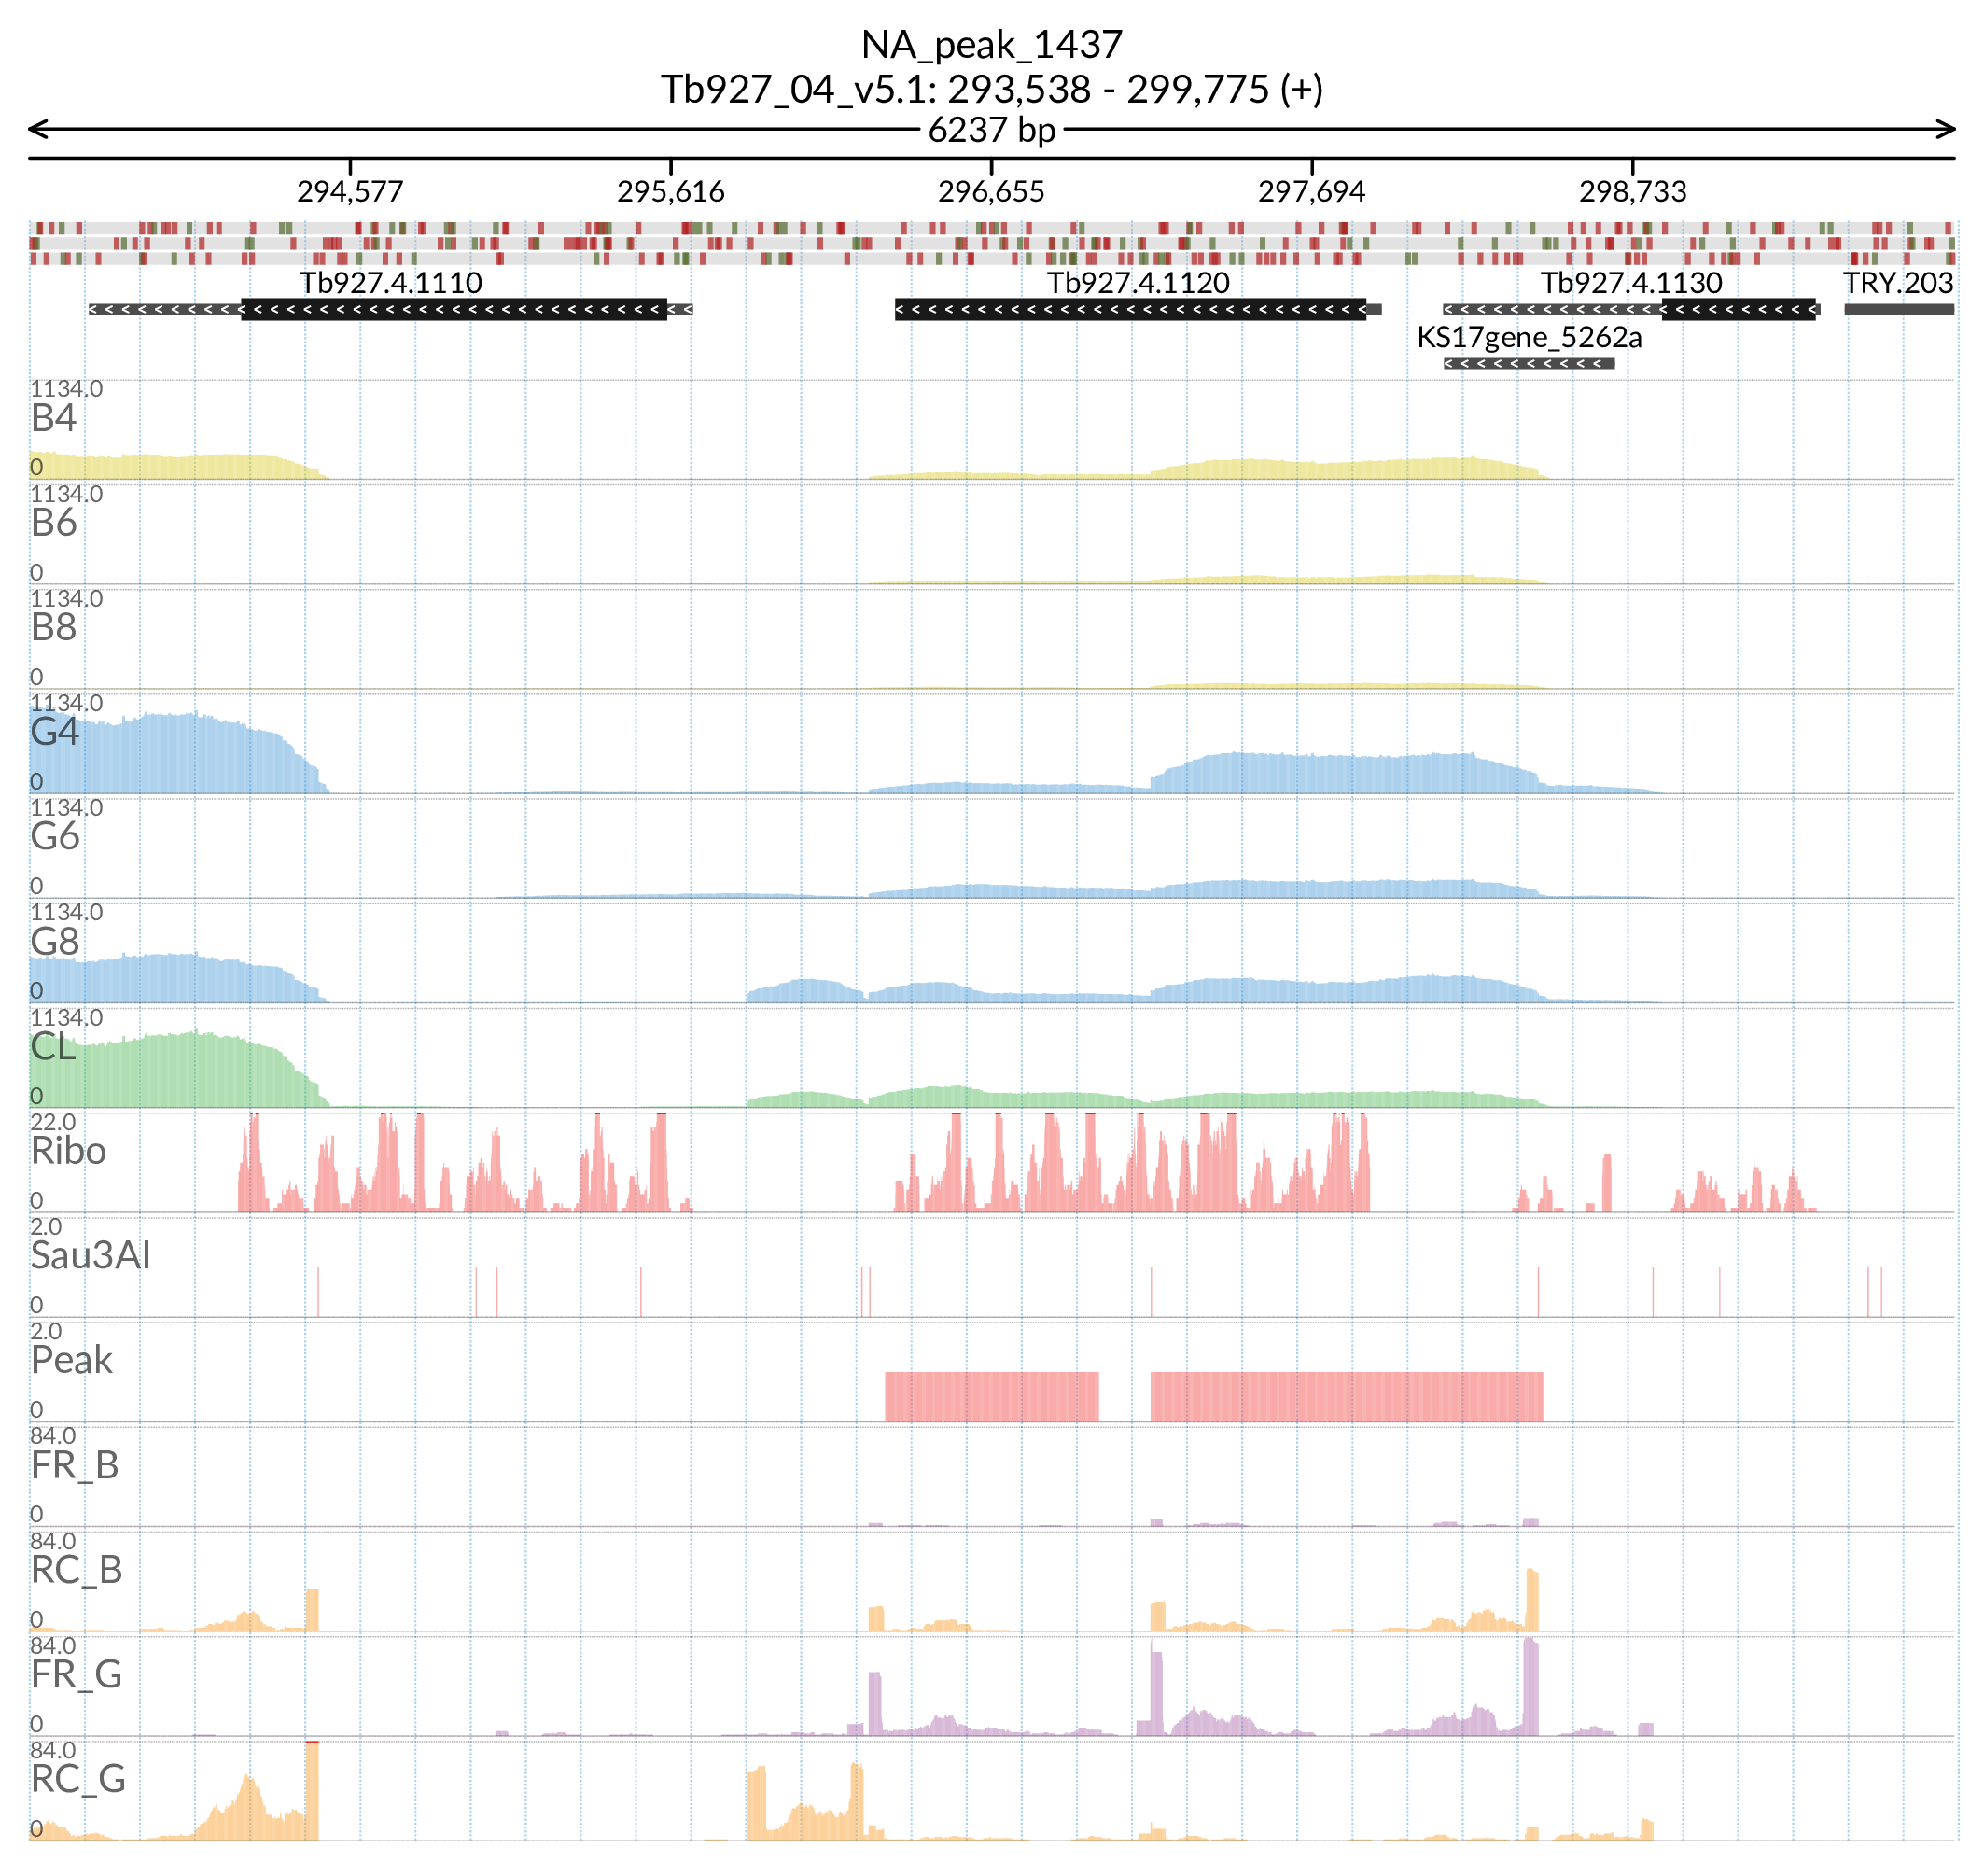 NA_peak_1437
Tb927_04_v5.1: 293,538 - 299,775 (+)
6237 bp
294,577 295,616 296,655 297,694 298,733
Tb927.4.1110 Tb927.4.1120 Tb927.4.1130 TRY.203
KS17gene_5262a
1134.0
B4
0
1134.0
B6
0
1134.0
B8
0
1134.0
G4
0
1134.0
G6
0
1134.0
G8
0
1134.0
CL
0
22.0
Ribo
0
2.0
Sau3AI
0
2.0
Peak
0
84.0
FR_B
0
84.0
RC_B
0
84.0
FR_G
0
84.0
RC_G
0